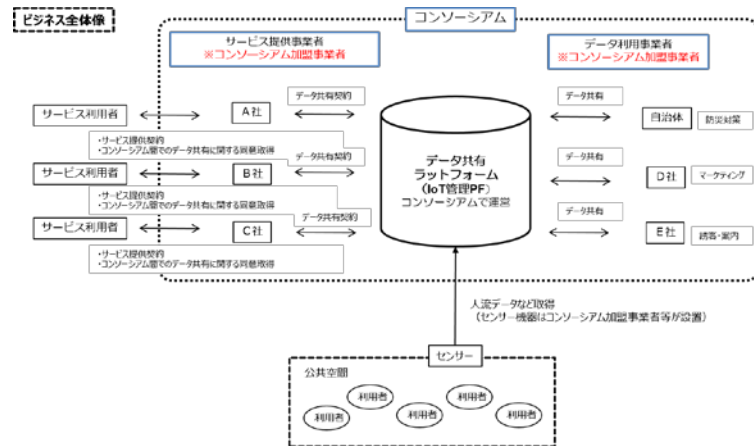 ビジネス全体像
コンソーシアム
サービス提供事業者
※コンソーシアム加盟事業者
データ利用事業者
※コンソーシアム加盟事業者
サービス利用者
A社
データ共有契約
・サービス提供契約
・コンソーシアム間でのデータ共有に関する同意取得
サービス利用者
B社
データ共有契約
・サービス提供契約
・コンソーシアム間でのデータ共有に関する同意取得
サービス利用者
C社
データ共有契約
・サービス提供契約
・コンソーシアム間でのデータ共有に関する同意取得
データ共有
ラットフォーム
(IoT管理PF)
コンソーシアムで運営
データ共有
自治体
防災対策
データ共有
D社
マーケティング
データ共有
E社
誘客・案内
人流データなど取得
（センサー機器はコンソーシアム加盟事業者等が設置）
センサー
公共空間
利用者
利用者
利用者
利用者
利用者